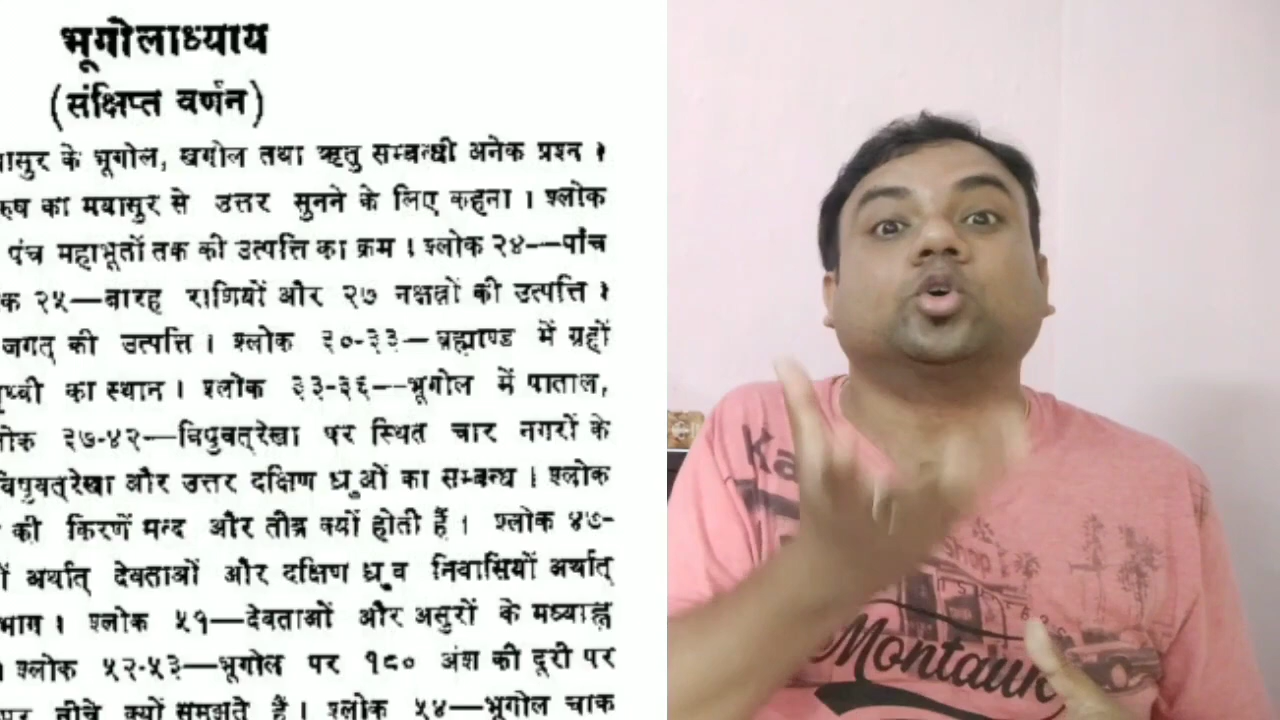 भूगोलाध्याय
(संक्षिप्त वर्णन)
ासुर के भूगोल, खगोल तथा ऋतु सम्बन्धी अनेक प्रश्न ।
रुष का मयासुर से उत्तर सुनने के लिए कहना । श्लोक
पंच महाभूतों तक की उत्पत्ति का क्रम । श्लोक २४—पाँच
क २५—बारह राशियों और २७ नक्षत्रों की उत्पत्ति ।
जगत् की उत्पत्ति । श्लोक ३०-३३—ब्रह्माण्ड में ग्रहों
पृथ्वी का स्थान । श्लोक ३३-३६—भूगोल में पाताल,
लोक ३७-४२—विषुवत्रेखा पर स्थित चार नगरों के
विषुवत्रेखा और उत्तर दक्षिण ध्रुओं का सम्बन्ध । श्लोक
की किरणें मन्द और तीव्र क्यों होती हैं । श्लोक ४७-
ं अर्थात् देवताओं और दक्षिण ध्रुव निवासियों अर्थात्
भाग । श्लोक ५१—देवताओं और असुरों के मध्याह्न
। श्लोक ५२-५३—भूगोल पर १८० अंश की दूरी पर
नीचे क्यों समझते हैं । श्लोक ५४—भूगोल चाक
Ka
shop
Montauk